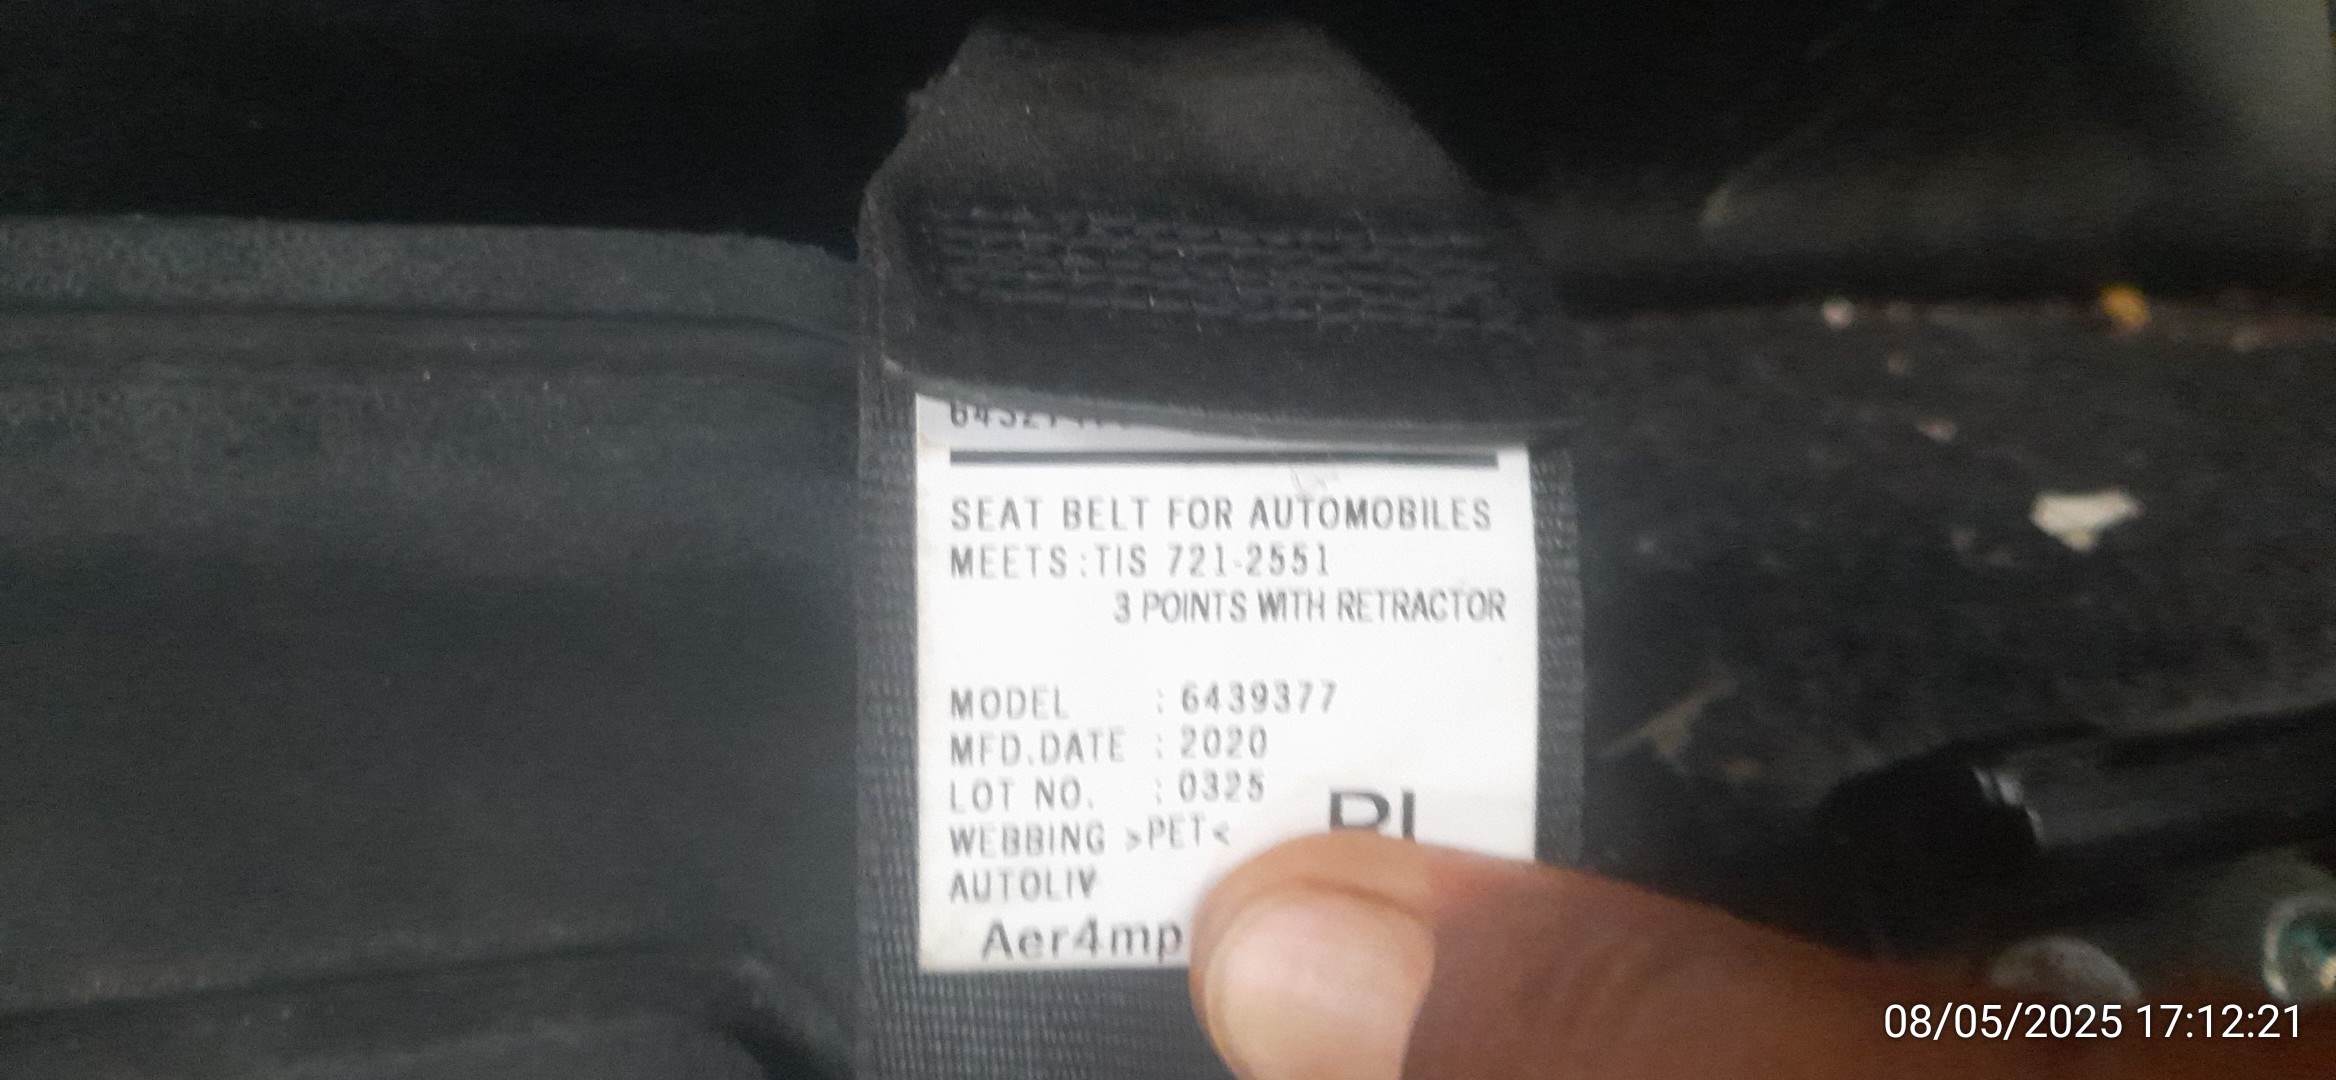 SEAT BELT FOR AUTOMOBILES
MEETS:TIS 721-2551
3 POINTS WITH RETRACTOR
MODEL : 6439377
MFD.DATE : 2020
LOT NO. : 0325
WEBBING >PET<
AUTOLIV
Aer4mp
08/05/2025 17:12:21